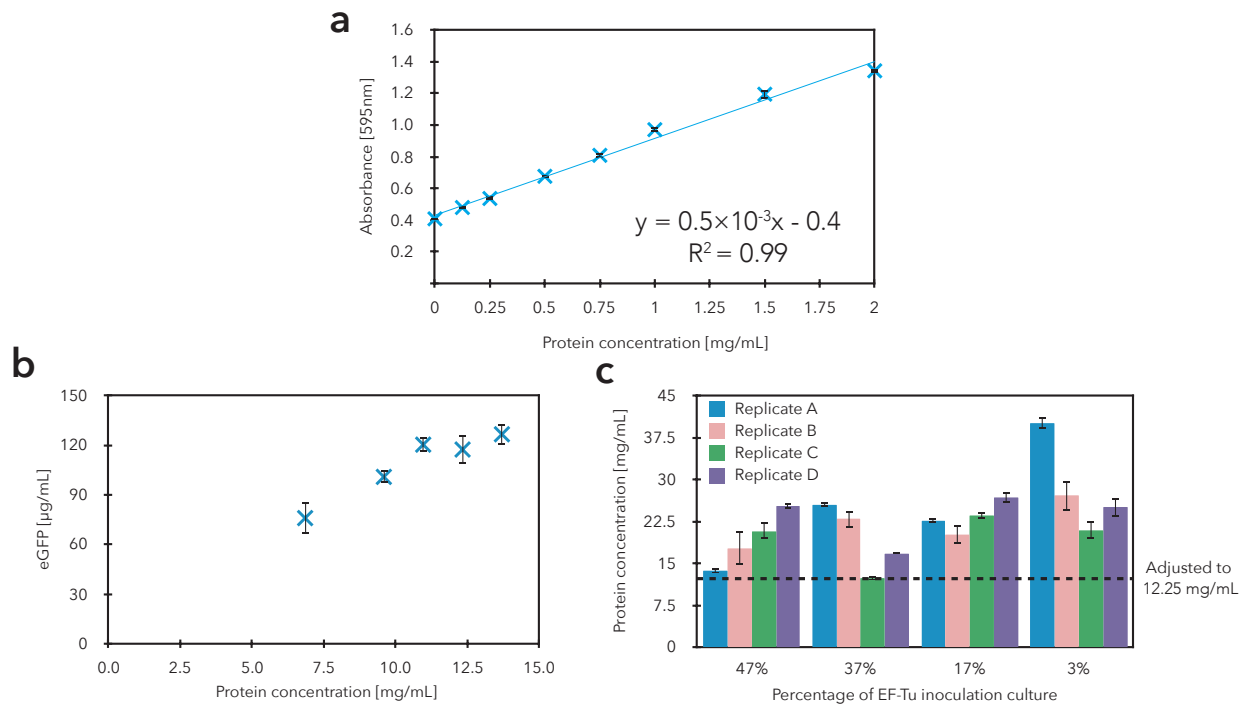 a
1.6
1.4
1.2
1.0
0.8
0.6
0.4
0.2
Absorbance [595nm]
y = 0.5×10⁻³x - 0.4
R² = 0.99
0 0.25 0.5 0.75 1 1.25 1.5 1.75 2
Protein concentration [mg/mL]
b
150
120
90
60
30
0
eGFP [µg/mL]
0.0 2.5 5.0 7.5 10.0 12.5 15.0
Protein concentration [mg/mL]
c
45
37.5
30
22.5
15
7.5
0
Protein concentration [mg/mL]
Replicate A
Replicate B
Replicate C
Replicate D
Adjusted to
12.25 mg/mL
47% 37% 17% 3%
Percentage of EF-Tu inoculation culture